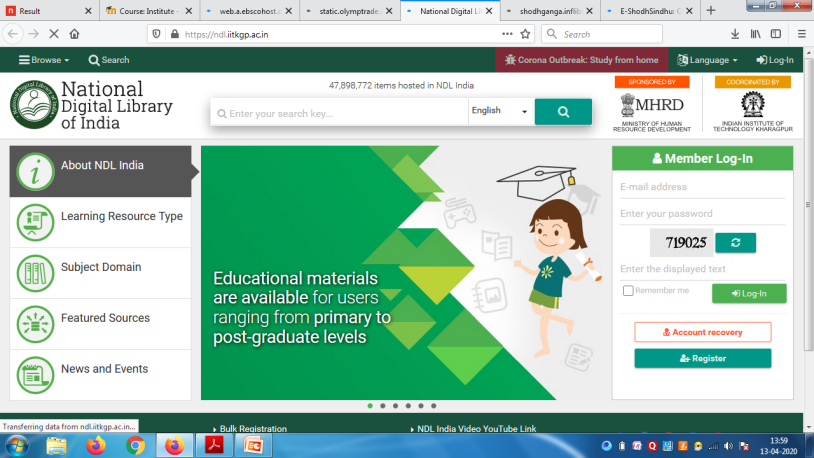 Result
Course: Institute -
web.a.ebscohost.c
static.olymptrade.
National Digital Li
shodhganga.inflib
E-ShodhSindhu: C
https://ndl.iitkgp.ac.in
Search
Browse
Search
Corona Outbreak: Study from home
Language
Log-In
National
Digital Library
of India
47,898,772 items hosted in NDL India
Enter your search key...
English
SPONSORED BY
MHRD
MINISTRY OF HUMAN
RESOURCE DEVELOPMENT
COORDINATED BY
INDIAN INSTITUTE OF
TECHNOLOGY KHARAGPUR
About NDL India
Learning Resource Type
Subject Domain
Featured Sources
News and Events
Educational materials
are available for users
ranging from primary to
post-graduate levels
Member Log-In
E-mail address
Enter your password
719025
Enter the displayed text
Remember me
Log-In
Account recovery
Register
Transferring data from ndl.iitkgp.ac.in...
Bulk Registration
NDL India Video YouTube Link
13:59
13-04-2020